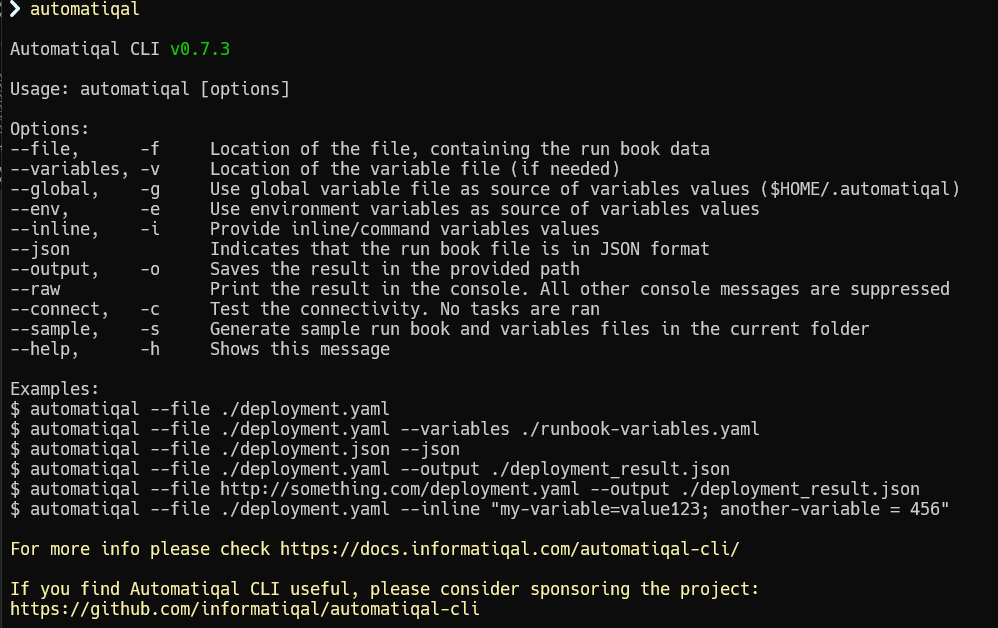 ❯ automatiqal
Automatiqal CLI v0.7.3
Usage: automatiqal [options]
Options:
--file,      -f     Location of the file, containing the run book data
--variables, -v     Location of the variable file (if needed)
--global,    -g     Use global variable file as source of variables values ($HOME/.automatiqal)
--env,       -e     Use environment variables as source of variables values
--inline,    -i     Provide inline/command variables values
--json              Indicates that the run book file is in JSON format
--output,    -o     Saves the result in the provided path
--raw               Print the result in the console. All other console messages are suppressed
--connect,   -c     Test the connectivity. No tasks are ran
--sample,    -s     Generate sample run book and variables files in the current folder
--help,      -h     Shows this message
Examples:
$ automatiqal --file ./deployment.yaml
$ automatiqal --file ./deployment.yaml --variables ./runbook-variables.yaml
$ automatiqal --file ./deployment.json --json
$ automatiqal --file ./deployment.yaml --output ./deployment_result.json
$ automatiqal --file http://something.com/deployment.yaml --output ./deployment_result.json
$ automatiqal --file ./deployment.yaml --inline "my-variable=value123; another-variable = 456"
For more info please check https://docs.informatiqal.com/automatiqal-cli/
If you find Automatiqal CLI useful, please consider sponsoring the project:
https://github.com/informatiqal/automatiqal-cli